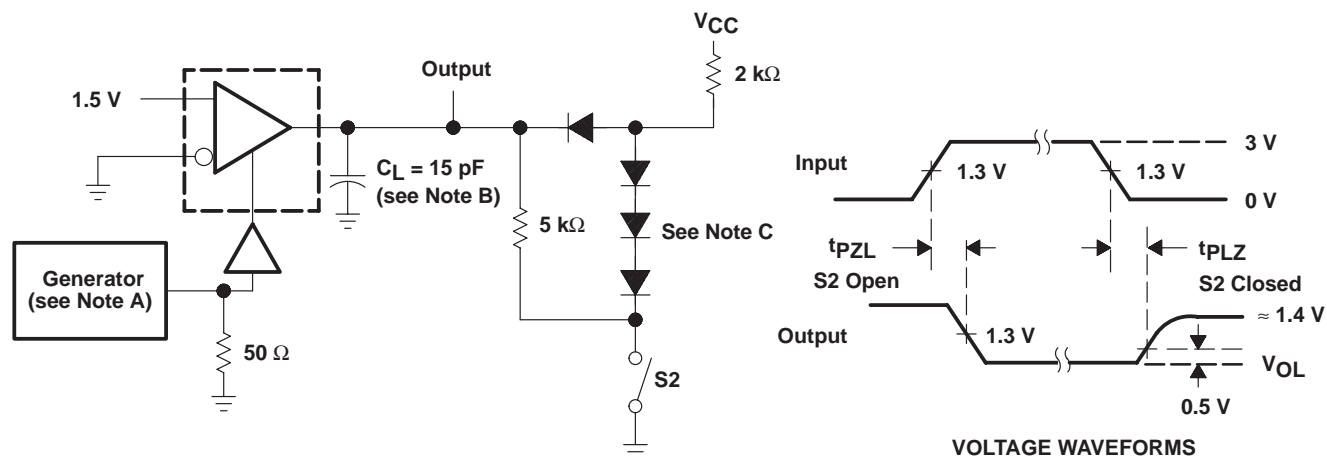 VCC
2 kΩ
Output
1.5 V
CL = 15 pF
(see Note B)
5 kΩ
See Note C
Generator
(see Note A)
50 Ω
S2
Input
3 V
1.3 V
1.3 V
0 V
tPZL
tPLZ
S2 Open
S2 Closed
≈ 1.4 V
Output
1.3 V
VOL
0.5 V
VOLTAGE WAVEFORMS